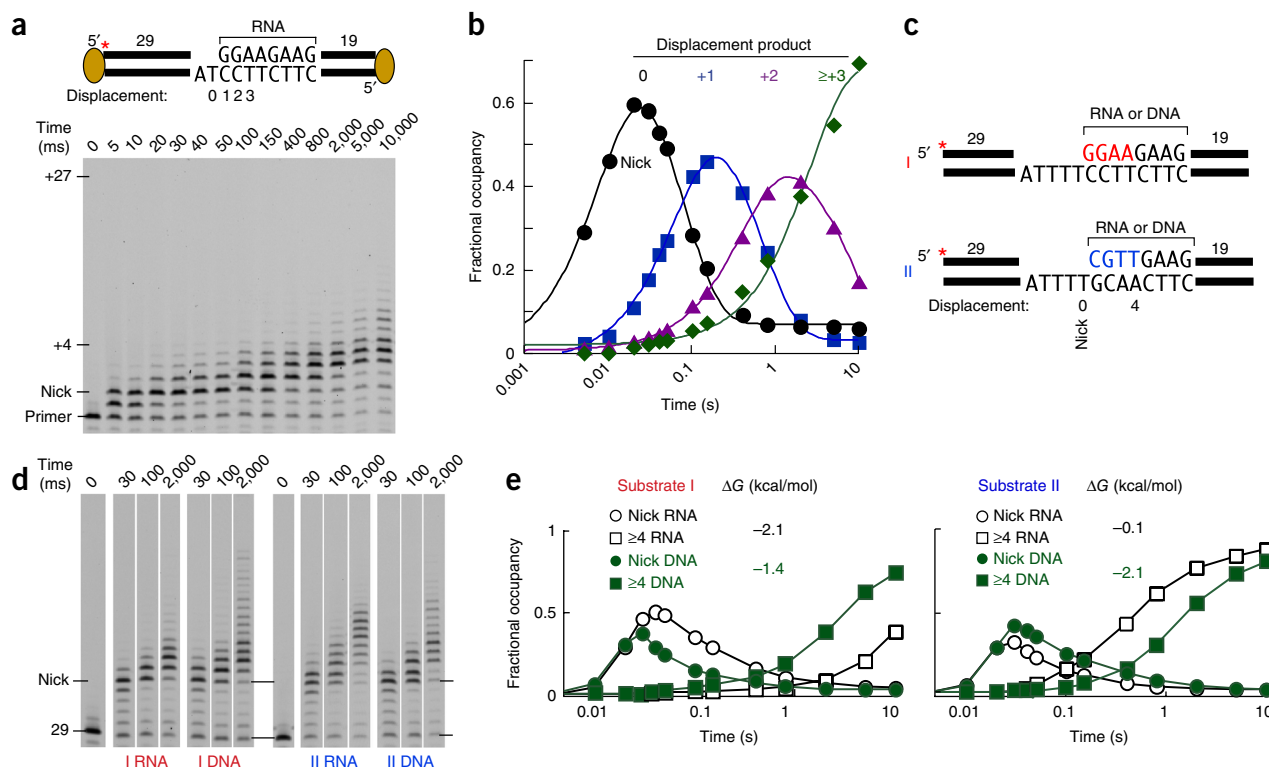 a
RNA
5′ * 29 GGAAGAAG 19
ATCCTTCTTC
5′
Displacement: 0 1 2 3
Time (ms) 0 5 10 20 30 40 50 100 150 400 800 2,000 5,000 10,000
+27
+4
Nick
Primer
b
Displacement product
0 +1 +2 ≥+3
Nick
Fractional occupancy
0.6
0.4
0.2
0
0.001 0.01 0.1 1 10
Time (s)
c
RNA or DNA
I 5′ * 29 GGAAGAAG 19
ATTTTCCTTCTTC
RNA or DNA
II 5′ * 29 CGTTGAAG 19
ATTTTGCAACTTC
Displacement: 0 4
Nick
d
Time (ms) 0 30 100 2,000 30 100 2,000 0 30 100 2,000 30 100 2,000
Nick
29
I RNA I DNA II RNA II DNA
e
Substrate I ΔG (kcal/mol)
Nick RNA
≥4 RNA
–2.1
Nick DNA
≥4 DNA
–1.4
Fractional occupancy
1
0.5
0
0.01 0.1 1 10
Time (s)
Substrate II ΔG (kcal/mol)
Nick RNA
≥4 RNA
–0.1
Nick DNA
≥4 DNA
–2.1
0.01 0.1 1 10
Time (s)